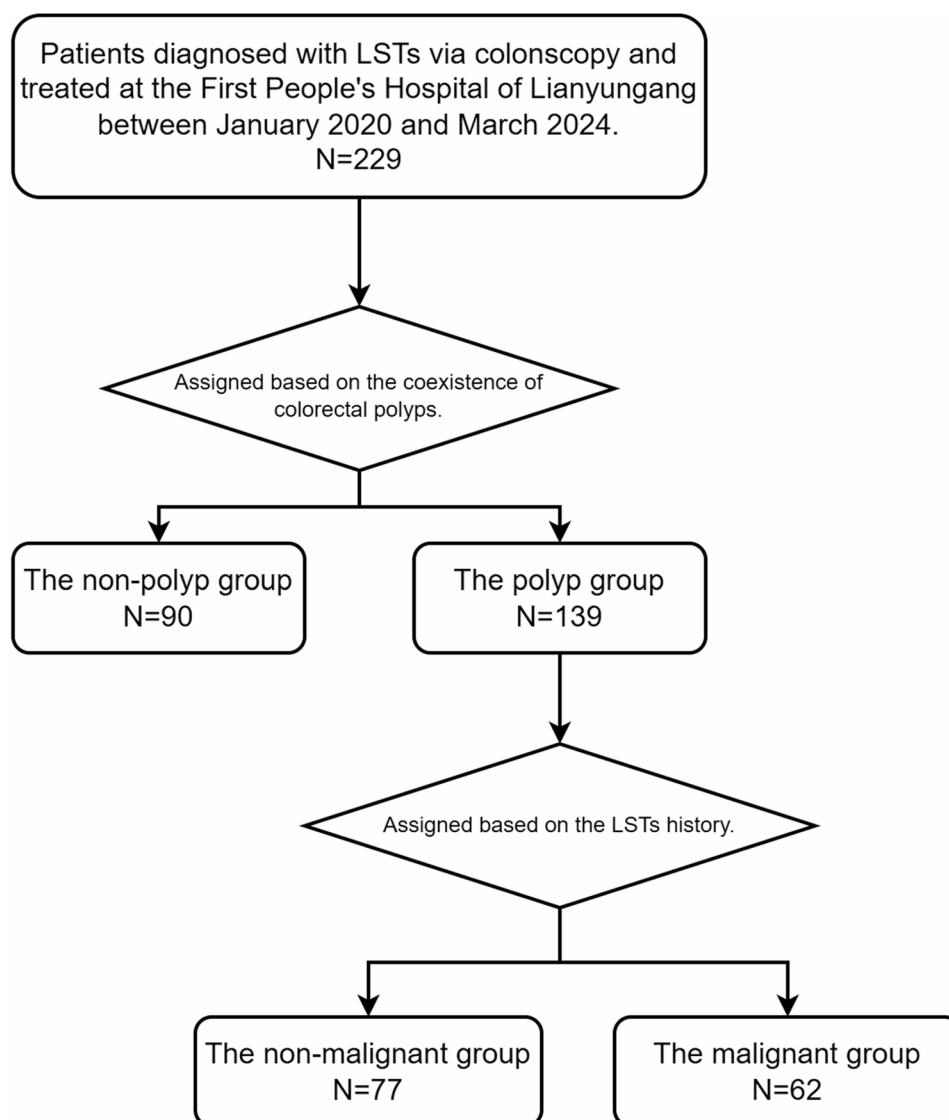 Patients diagnosed with LSTs via colonscopy and
treated at the First People's Hospital of Lianyungang
between January 2020 and March 2024.
N=229
Assigned based on the coexistence of
colorectal polyps.
The non-polyp group
N=90
The polyp group
N=139
Assigned based on the LSTs history.
The non-malignant group
N=77
The malignant group
N=62